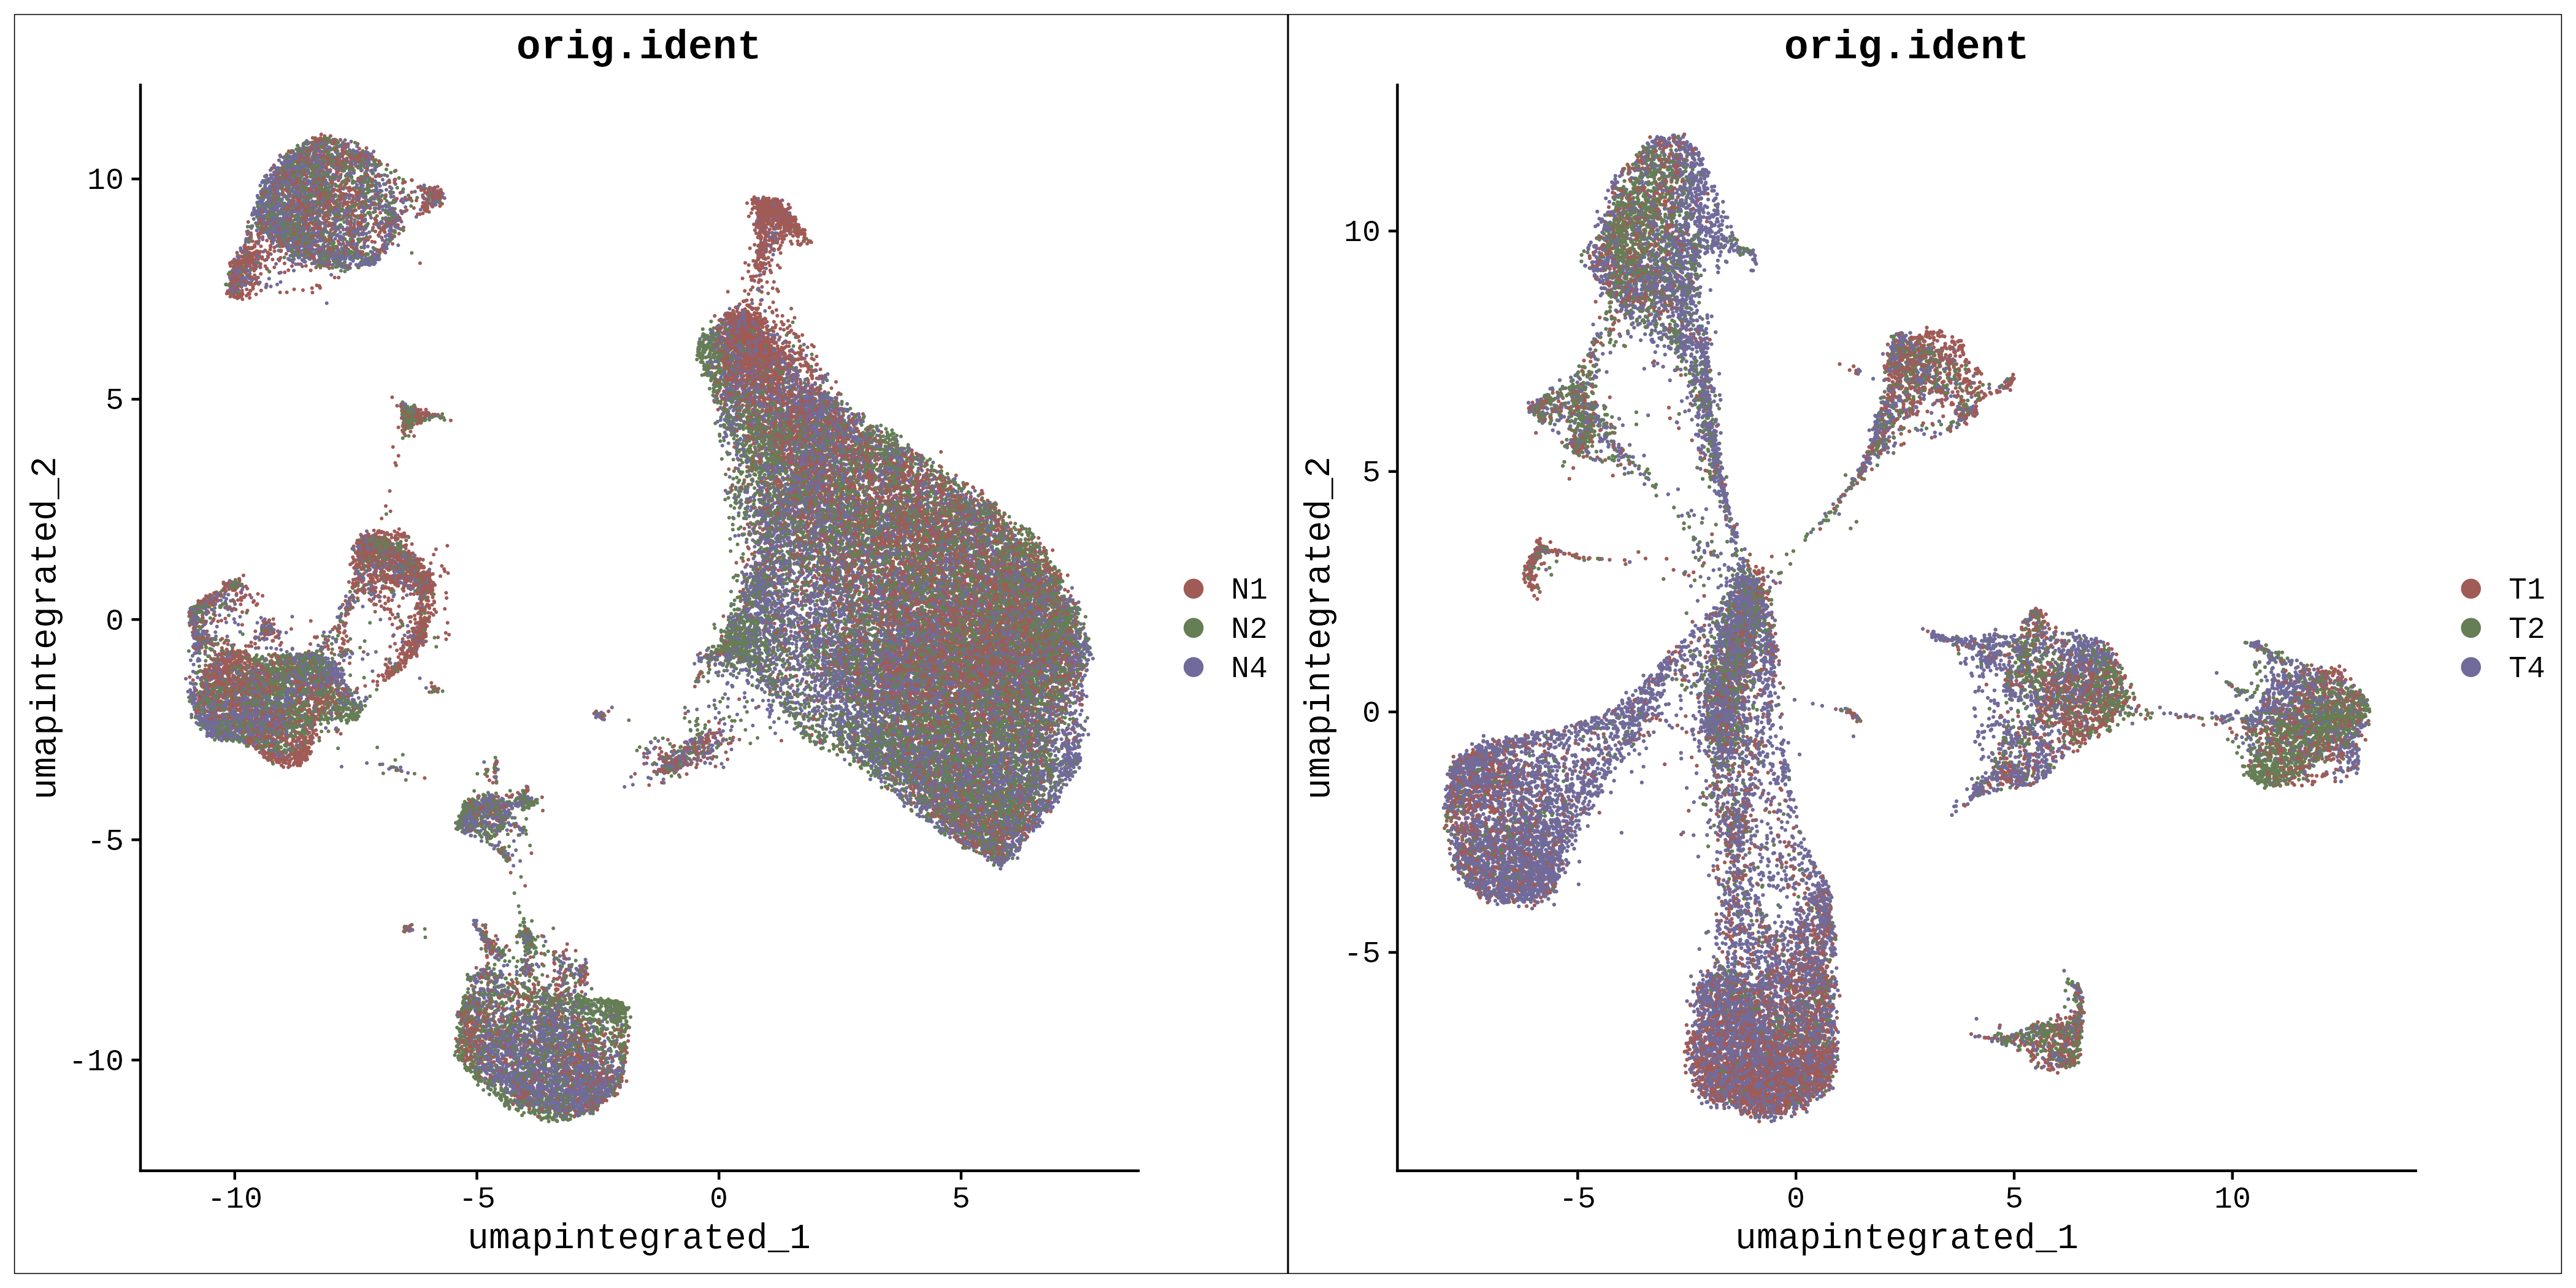 orig.ident
10
5
0
-5
-10
umapintegrated_2
-10 -5 0 5
umapintegrated_1
N1
N2
N4
orig.ident
10
5
0
-5
umapintegrated_2
-5 0 5 10
umapintegrated_1
T1
T2
T4